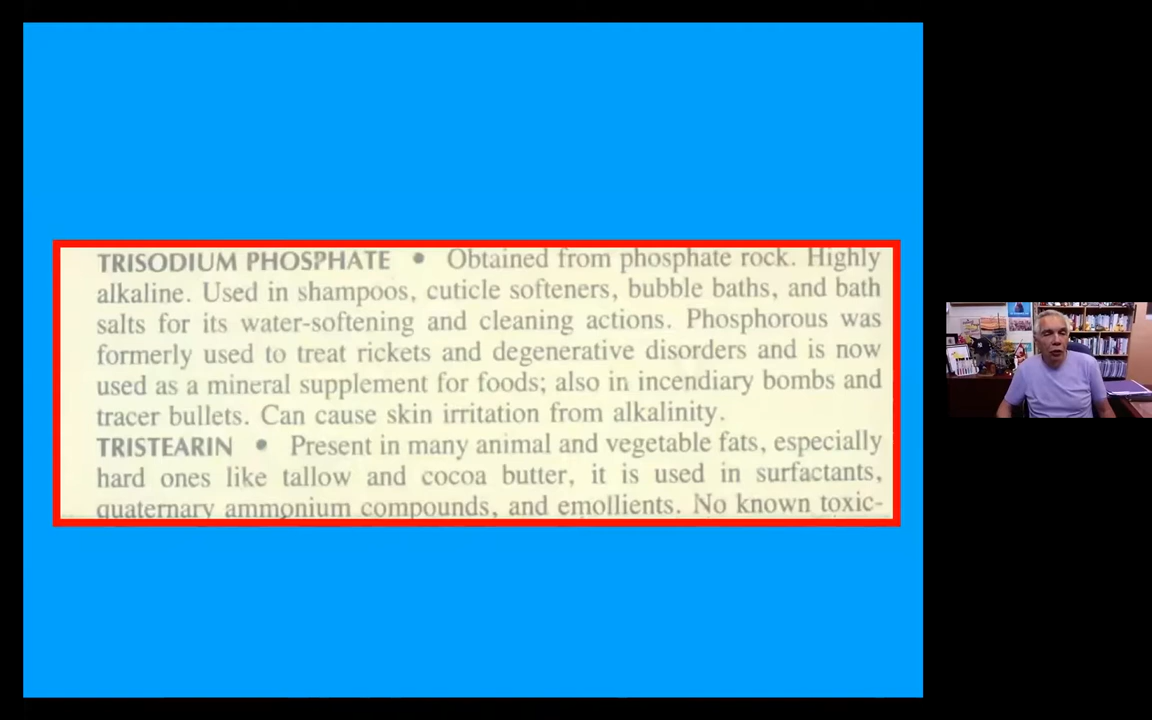 TRISODIUM PHOSPHATE • Obtained from phosphate rock. Highly
alkaline. Used in shampoos, cuticle softeners, bubble baths, and bath
salts for its water-softening and cleaning actions. Phosphorous was
formerly used to treat rickets and degenerative disorders and is now
used as a mineral supplement for foods; also in incendiary bombs and
tracer bullets. Can cause skin irritation from alkalinity.
TRISTEARIN • Present in many animal and vegetable fats, especially
hard ones like tallow and cocoa butter, it is used in surfactants,
quaternary ammonium compounds, and emollients. No known toxic-